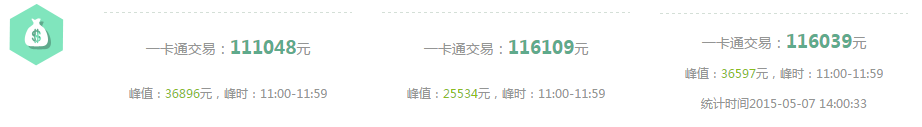 一卡通交易：111048元
峰值：36896元，峰时：11:00-11:59
一卡通交易：116109元
峰值：25534元，峰时：11:00-11:59
一卡通交易：116039元
峰值：36597元，峰时：11:00-11:59
统计时间2015-05-07 14:00:33